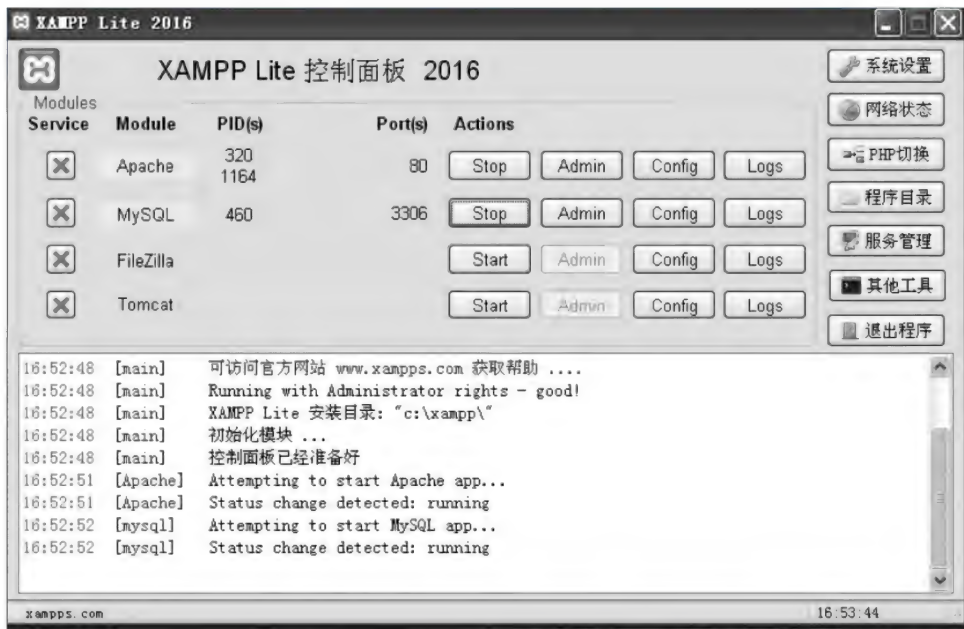 XAMPP Lite 2016
XAMPP Lite 控制面板 2016
系统设置
Modules
网络状态
Service Module PID(s) Port(s) Actions
Apache 320 1164 80 Stop Admin Config Logs
PHP切换
MySQL 460 3306 Stop Admin Config Logs
程序目录
服务管理
FileZilla Start Admin Config Logs
其他工具
Tomcat Start Admin Config Logs
退出程序
16:52:48 [main] 可访问官方网站 www.xampps.com 获取帮助 ....
16:52:48 [main] Running with Administrator rights - good!
16:52:48 [main] XAMPP Lite 安装目录: "c:\xampp\"
16:52:48 [main] 初始化模块 ...
16:52:48 [main] 控制面板已经准备好
16:52:51 [Apache] Attempting to start Apache app...
16:52:51 [Apache] Status change detected: running
16:52:52 [mysql] Attempting to start MySQL app...
16:52:52 [mysql] Status change detected: running
xampps.com 16:53:44